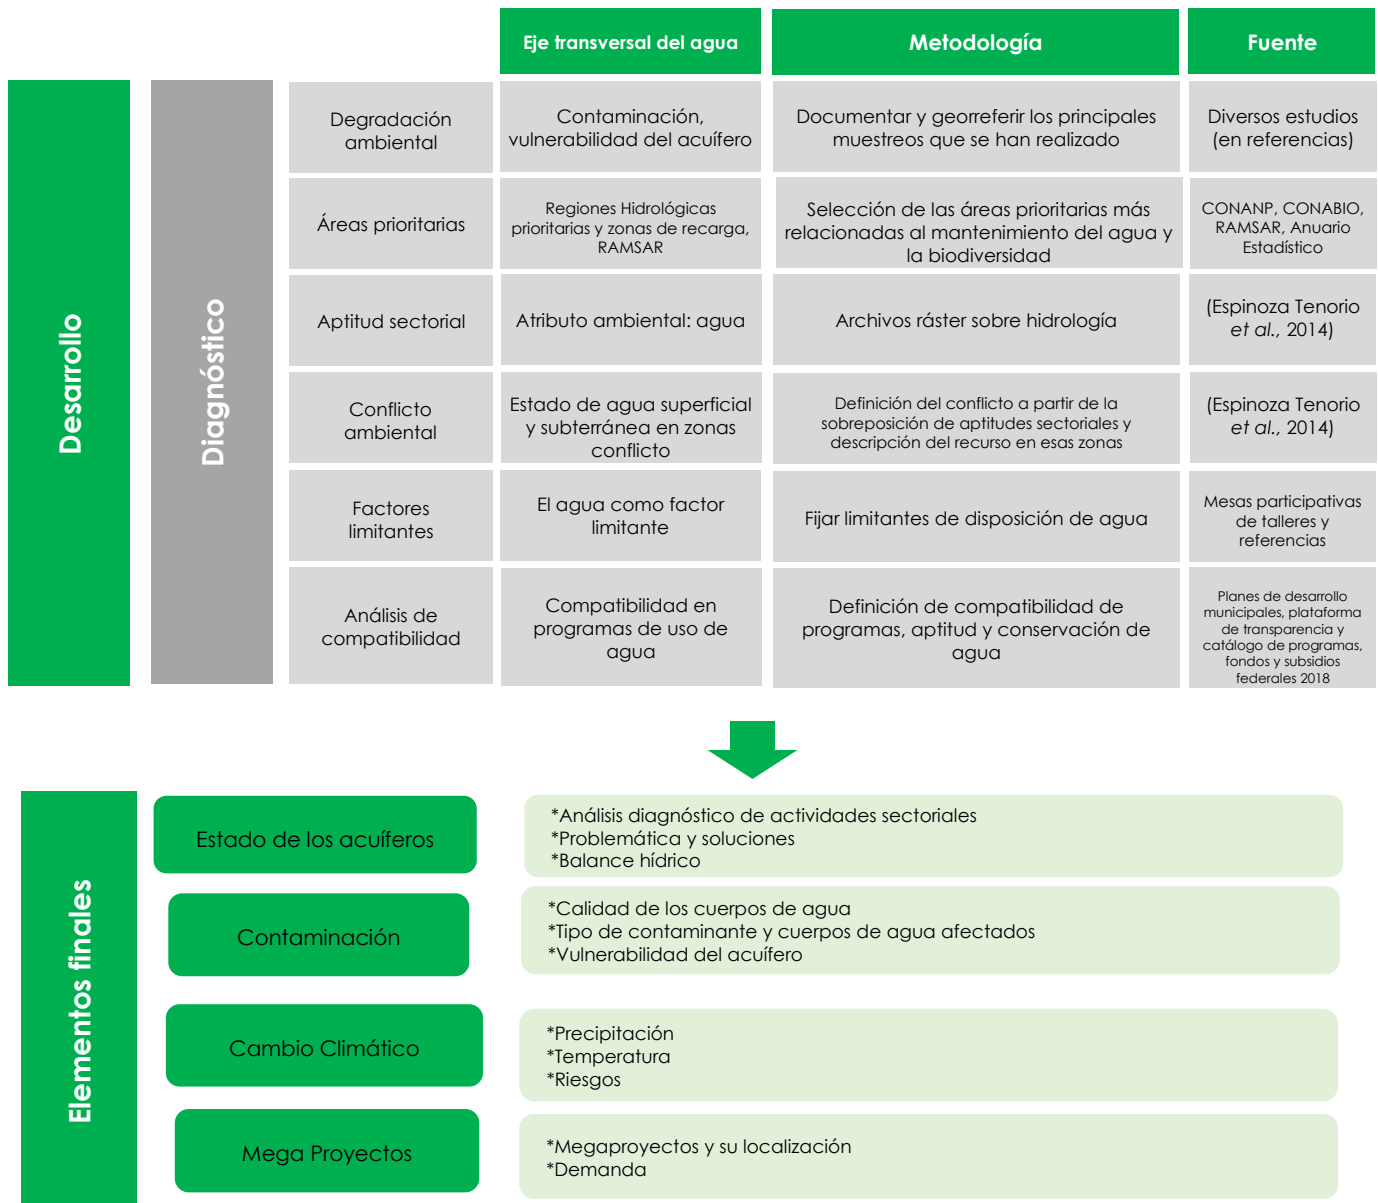 Eje transversal del agua
Metodología
Fuente
Desarrollo
Diagnóstico
Degradación
ambiental
Contaminación,
vulnerabilidad del acuífero
Documentar y georreferir los principales
muestreos que se han realizado
Diversos estudios
(en referencias)
Áreas prioritarias
Regiones Hidrológicas
prioritarias y zonas de recarga,
RAMSAR
Selección de las áreas prioritarias más
relacionadas al mantenimiento del agua y
la biodiversidad
CONANP, CONABIO,
RAMSAR, Anuario
Estadístico
Aptitud sectorial
Atributo ambiental: agua
Archivos ráster sobre hidrología
(Espinoza Tenorio
et al., 2014)
Conflicto
ambiental
Estado de agua superficial
y subterránea en zonas
conflicto
Definición del conflicto a partir de la
sobreposición de aptitudes sectoriales y
descripción del recurso en esas zonas
(Espinoza Tenorio
et al., 2014)
Factores
limitantes
El agua como factor
limitante
Fijar limitantes de disposición de agua
Mesas participativas
de talleres y
referencias
Análisis de
compatibilidad
Compatibilidad en
programas de uso de
agua
Definición de compatibilidad de
programas, aptitud y conservación de
agua
Planes de desarrollo
municipales, plataforma
de transparencia y
catálogo de programas,
fondos y subsidios
federales 2018
Elementos finales
Estado de los acuíferos
*Análisis diagnóstico de actividades sectoriales
*Problemática y soluciones
*Balance hídrico
Contaminación
*Calidad de los cuerpos de agua
*Tipo de contaminante y cuerpos de agua afectados
*Vulnerabilidad del acuífero
Cambio Climático
*Precipitación
*Temperatura
*Riesgos
Mega Proyectos
*Megaproyectos y su localización
*Demanda